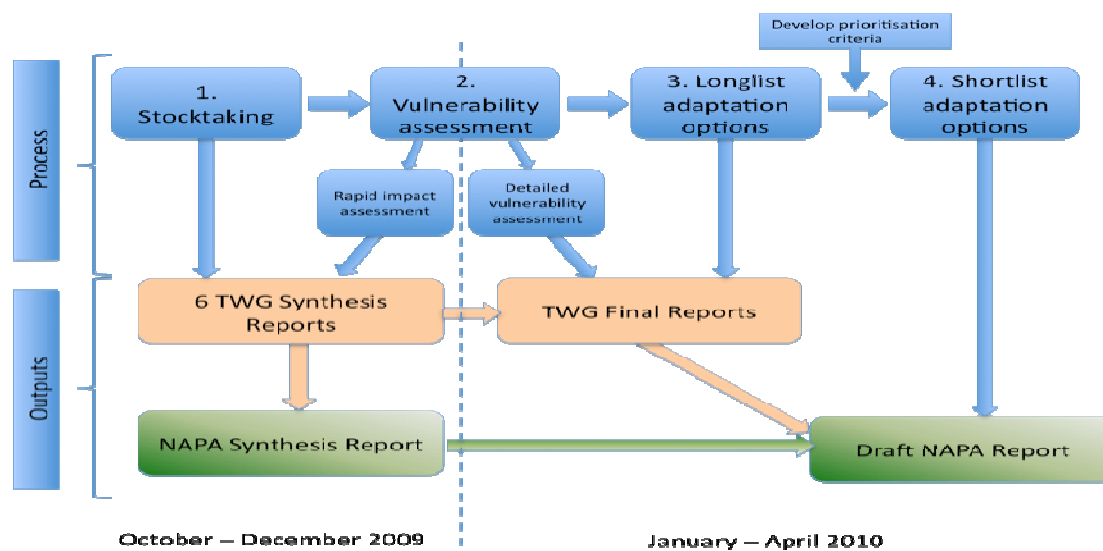 Develop prioritisation
criteria
Process
1.
Stocktaking
2.
Vulnerability
assessment
3. Longlist
adaptation
options
4. Shortlist
adaptation
options
Rapid impact
assessment
Detailed
vulnerability
assessment
Outputs
6 TWG Synthesis
Reports
TWG Final Reports
NAPA Synthesis Report
Draft NAPA Report
October – December 2009
January – April 2010